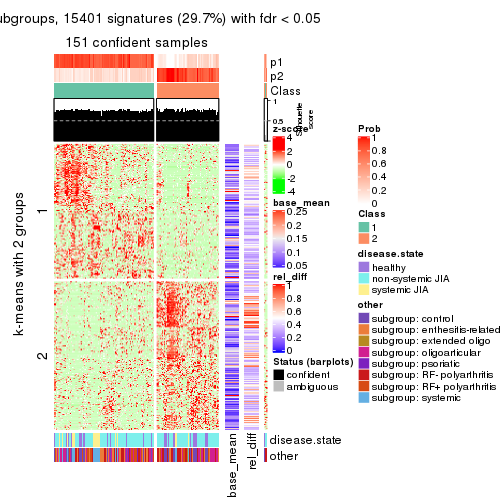 subgroups, 15401 signatures (29.7%) with fdr < 0.05
151 confident samples
p1
p2
Class
1
0.5
0
Silhouette
score
k-means with 2 groups
1
2
disease.state
other
base_mean
rel_diff
z-score
4
2
0
-2
-4
base_mean
0.25
0.2
0.15
0.1
0.05
rel_diff
1
0.8
0.6
0.4
0.2
0
Status (barplots)
confident
ambiguous
Prob
1
0.8
0.6
0.4
0.2
0
Class
1
2
disease.state
healthy
non-systemic JIA
systemic JIA
other
subgroup: control
subgroup: enthesitis-related
subgroup: extended oligo
subgroup: oligoarticular
subgroup: psoriatic
subgroup: RF+ polyarthritis
subgroup: RF+ polyarthritis
subgroup: systemic